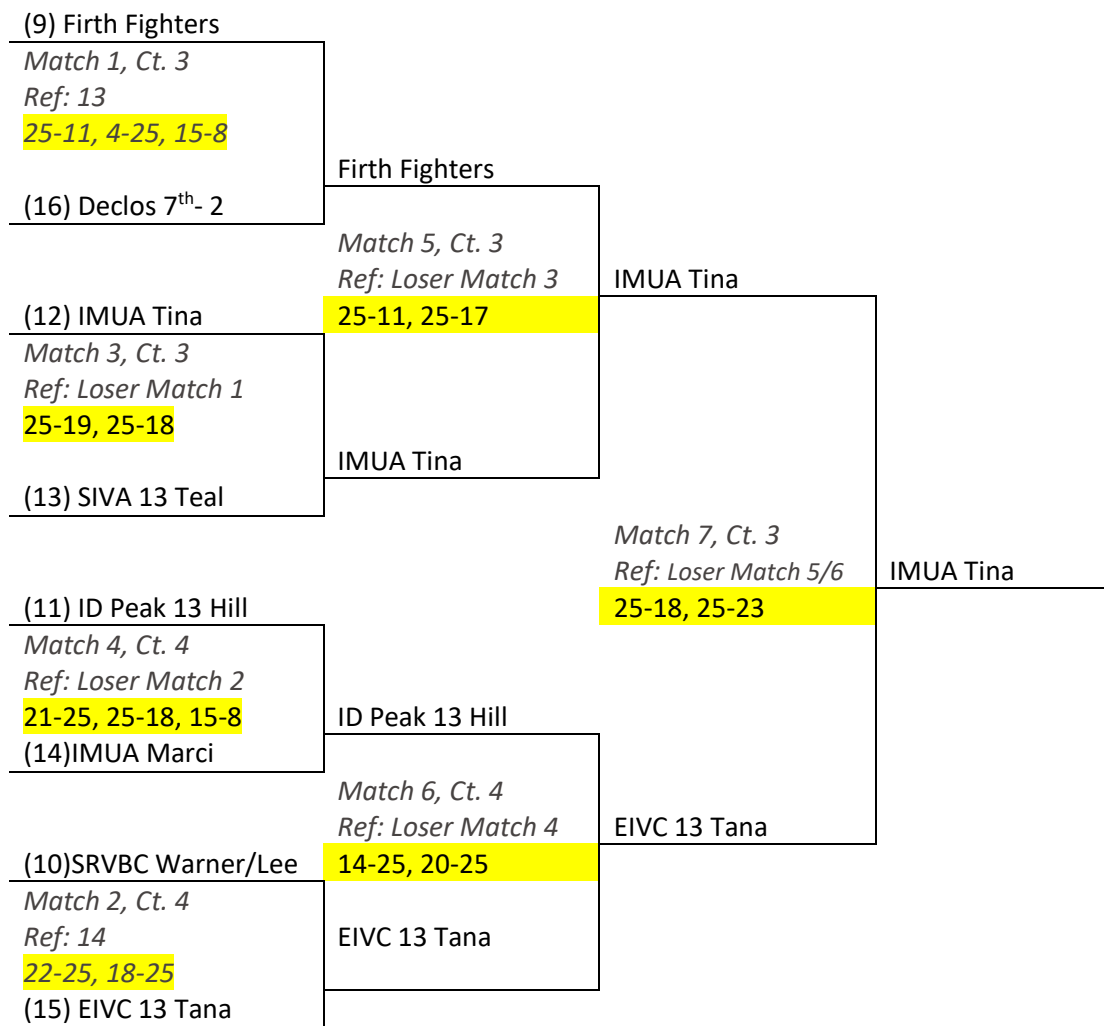 (9) Firth Fighters
Match 1, Ct. 3
Ref: 13
25-11, 4-25, 15-8
Firth Fighters
(16) Declos 7th- 2
Match 5, Ct. 3
Ref: Loser Match 3
IMUA Tina
(12) IMUA Tina
25-11, 25-17
Match 3, Ct. 3
Ref: Loser Match 1
25-19, 25-18
IMUA Tina
(13) SIVA 13 Teal
Match 7, Ct. 3
Ref: Loser Match 5/6
IMUA Tina
(11) ID Peak 13 Hill
25-18, 25-23
Match 4, Ct. 4
Ref: Loser Match 2
21-25, 25-18, 15-8
ID Peak 13 Hill
(14)IMUA Marci
Match 6, Ct. 4
Ref: Loser Match 4
EIVC 13 Tana
(10)SRVBC Warner/Lee
14-25, 20-25
Match 2, Ct. 4
Ref: 14
EIVC 13 Tana
22-25, 18-25
(15) EIVC 13 Tana